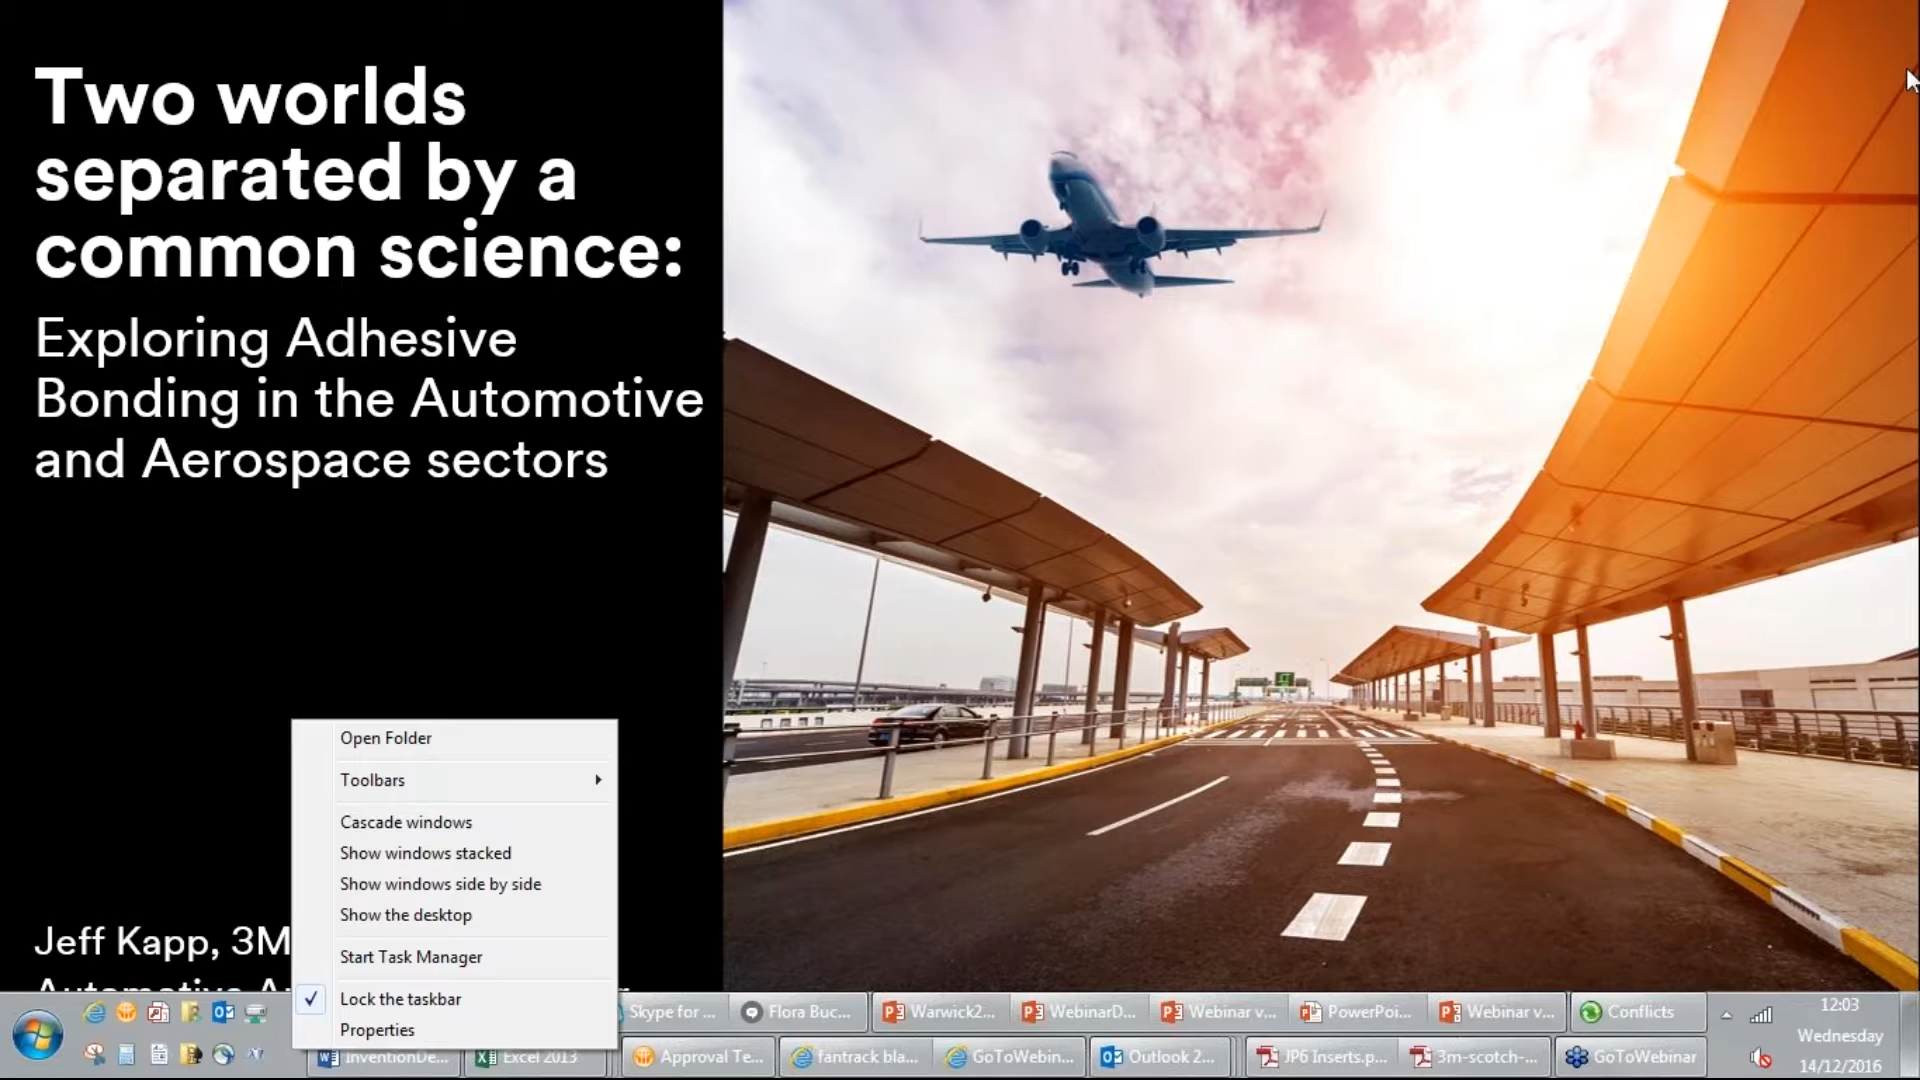 Two worlds
separated by a
common science:
Exploring Adhesive
Bonding in the Automotive
and Aerospace sectors
Jeff Kapp, 3M
Open Folder
Toolbars
Cascade windows
Show windows stacked
Show windows side by side
Show the desktop
Start Task Manager
Lock the taskbar
Properties
Skype for ...
Flora Buc...
Warwick2...
WebinarD...
Webinar v...
PowerPoi...
Webinar v...
Conflicts
InventionDe...
Excel 2013
Approval Te...
fantrack bla...
GoToWebin...
Outlook 2...
JP6 Inserts.p...
3m-scotch-...
GoToWebinar
12:03
Wednesday
14/12/2016